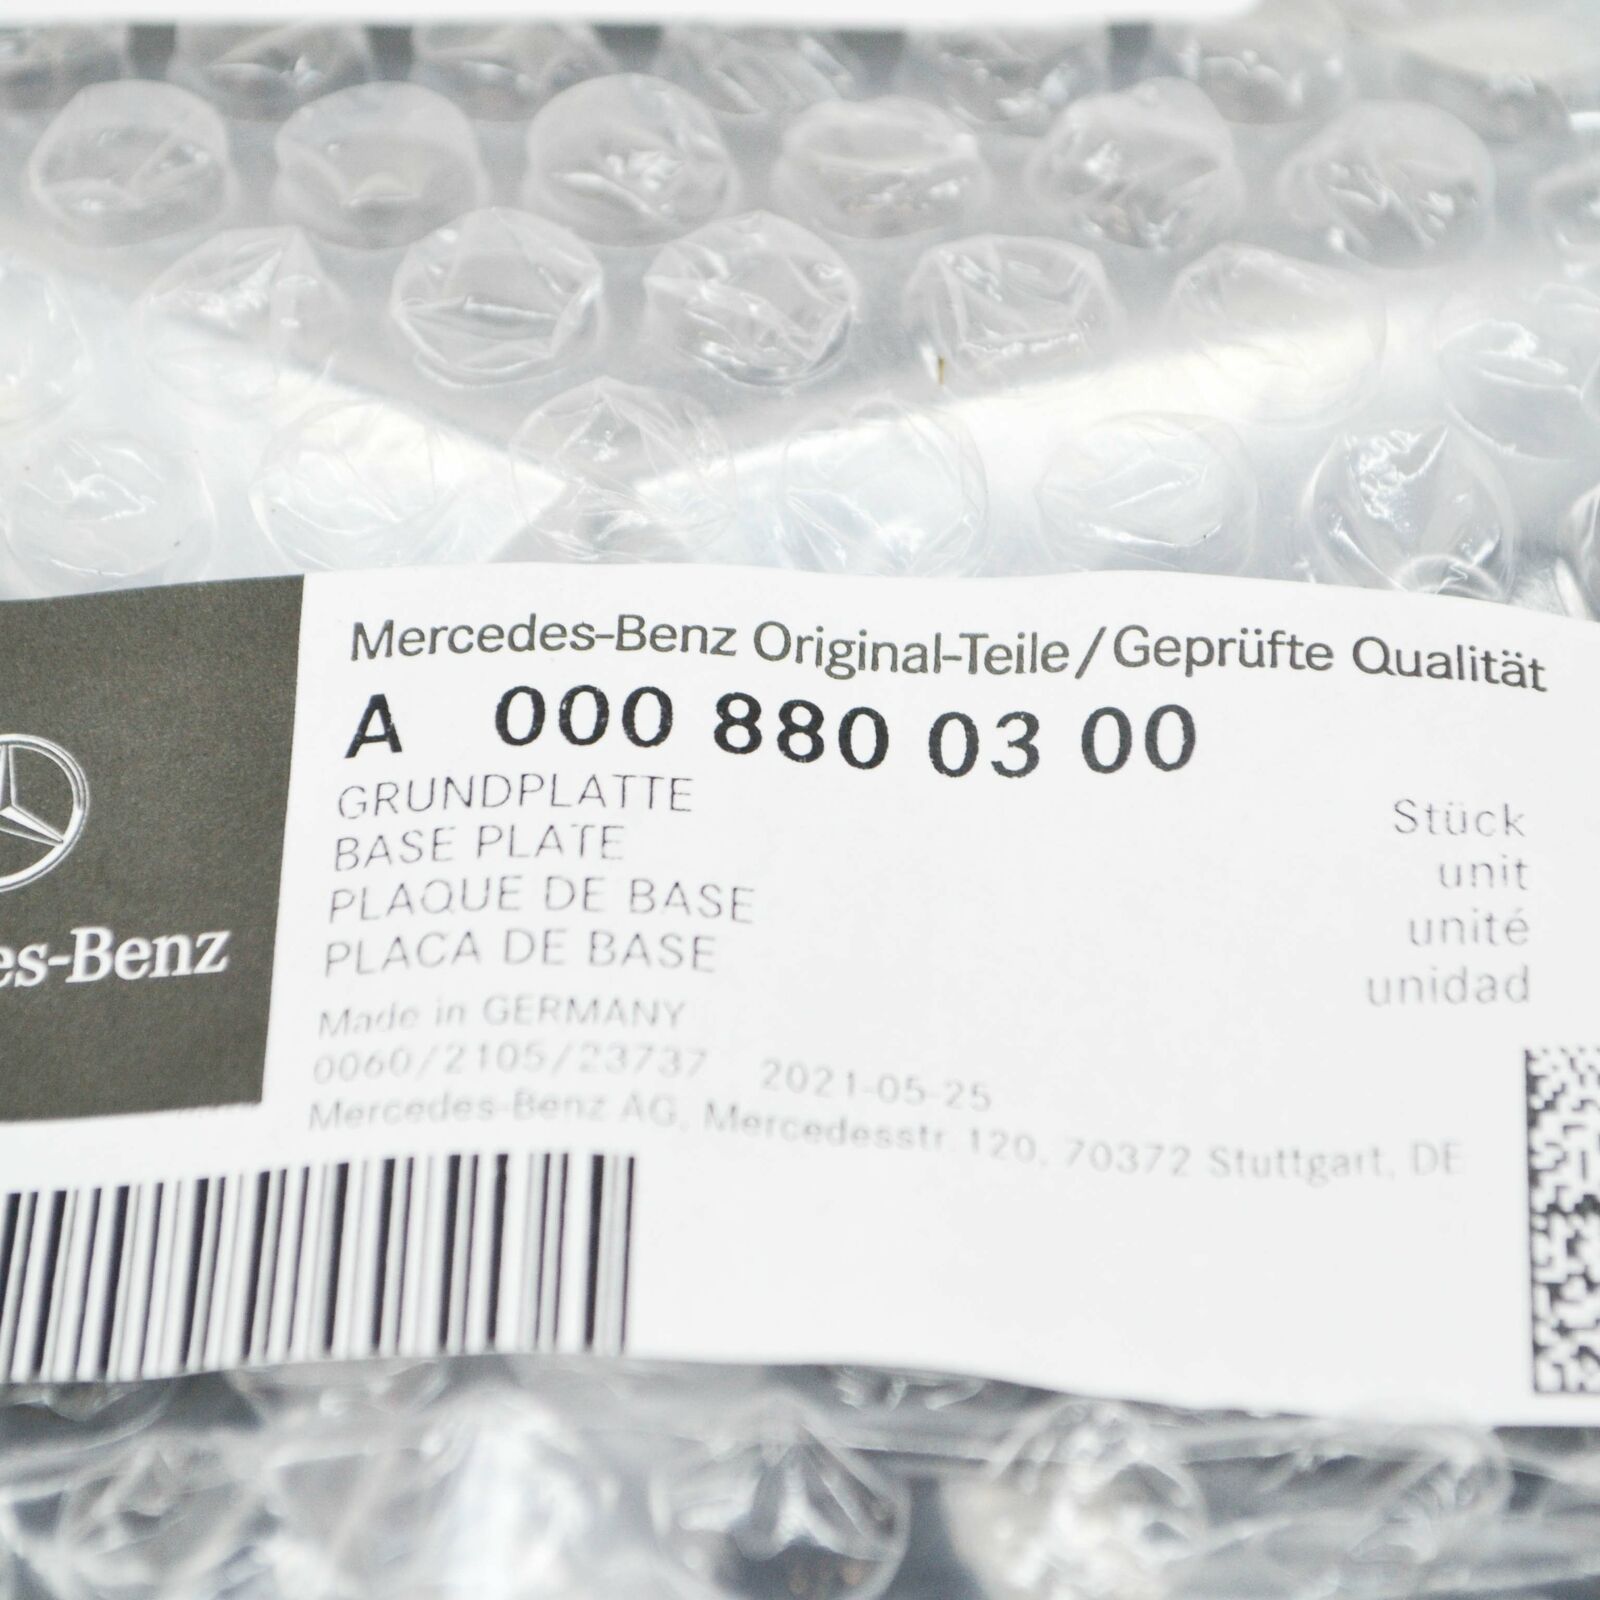 Mercedes-Benz Original-Teile/Geprüfte Qualität
A 000 880 03 00
GRUNDPLATTE
BASE PLATE
PLAQUE DE BASE
PLACA DE BASE
Stück
unit
unité
unidad
Made in GERMANY
0060/2105/23737 2021-05-25
Mercedes-Benz AG, Mercedesstr. 120, 70372 Stuttgart, DE
es-Benz